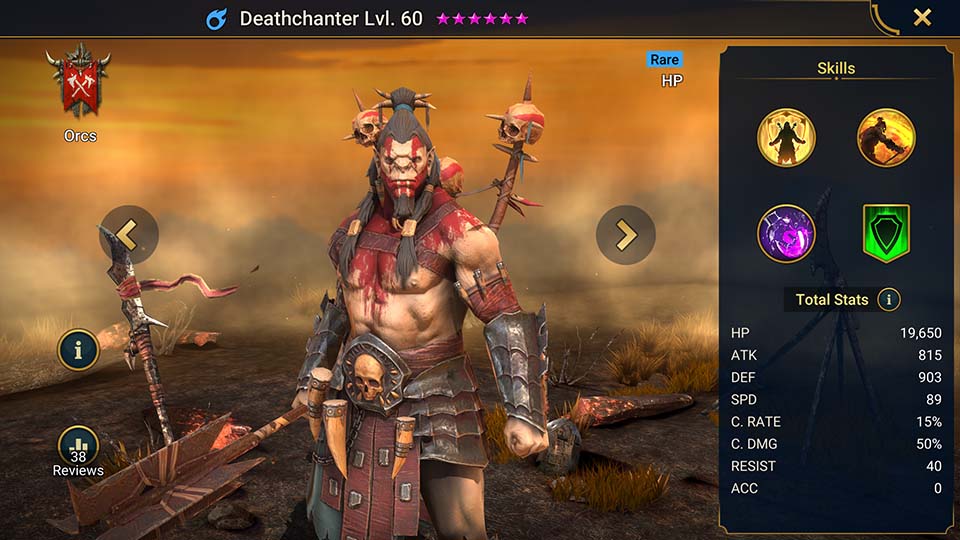 Deathchanter Lvl. 60
Orcs
Rare
HP
38
Reviews
Skills
Total Stats
HP 19,650
ATK 815
DEF 903
SPD 89
C. RATE 15%
C. DMG 50%
RESIST 40
ACC 0